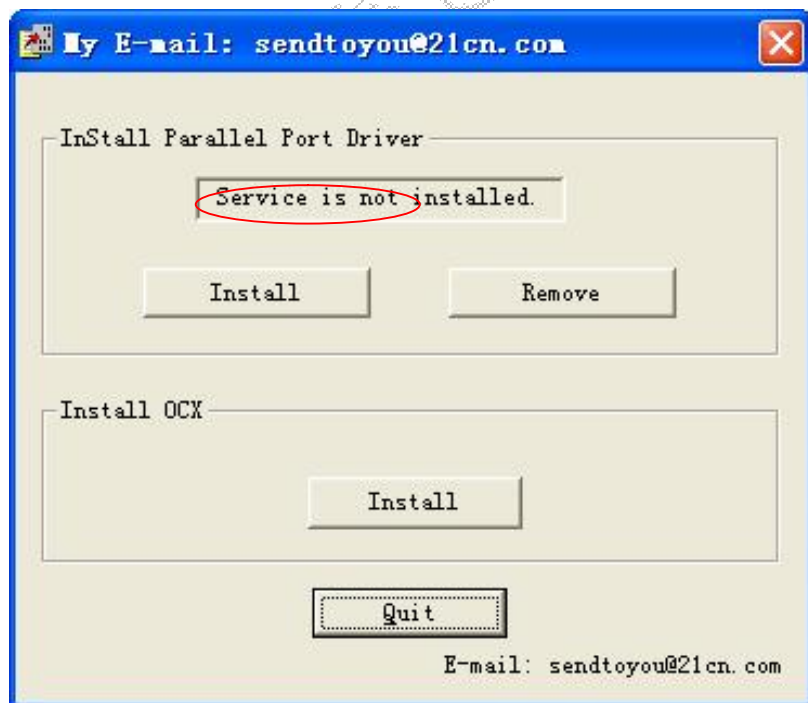 My E-mail: sendtoyou@21cn.com
InStall Parallel Port Driver
Service is not installed.
Install
Remove
Install OCX
Install
Quit
E-mail: sendtoyou@21cn.com